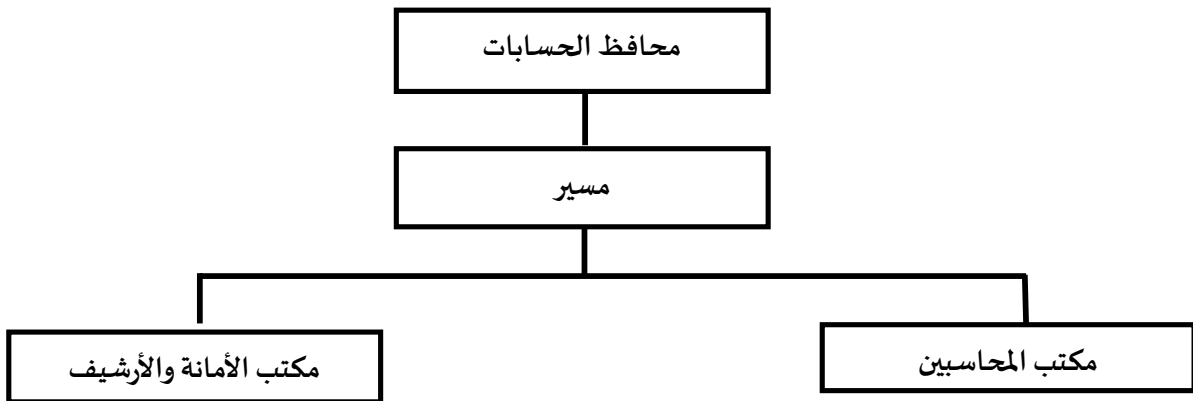 محافظ الحسابات
مسير
مكتب المحاسبين
مكتب الأمانة والأرشيف